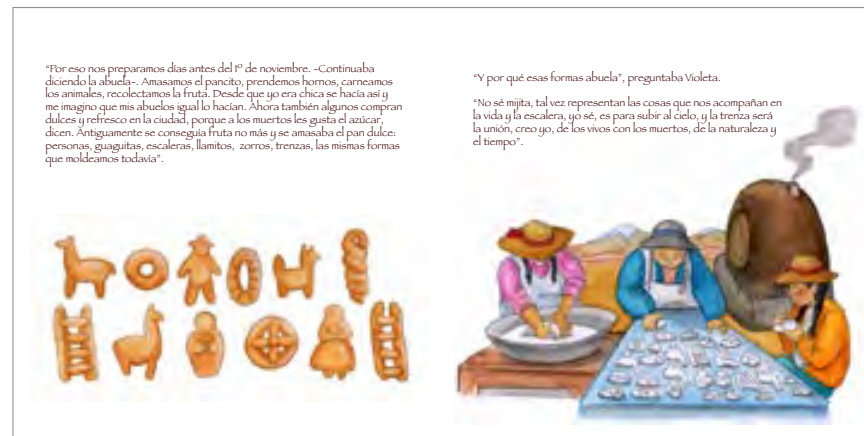 “Por eso nos preparamos días antes del 1º de noviembre. -Continuaba
diciendo la abuela-. Amasamos el pancito, prendemos hornos, carneamos
los animales, recolectamos la fruta. Desde que yo era chica se hacía así y
me imagino que mis abuelos igual lo hacían. Ahora también algunos compran
dulces y refresco en la ciudad, porque a los muertos les gusta el azúcar,
dicen. Antiguamente se conseguía fruta no más y se amasaba el pan dulce:
personas, guaguitas, escaleras, llamitos, zorros, trenzas, las mismas formas
que moldeamos todavía”.
“Y por qué esas formas abuela”, preguntaba Violeta.
“No sé mijita, tal vez representan las cosas que nos acompañan en
la vida y la escalera, yo sé, es para subir al cielo, y la trenza será
la unión, creo yo, de los vivos con los muertos, de la naturaleza y
el tiempo”.